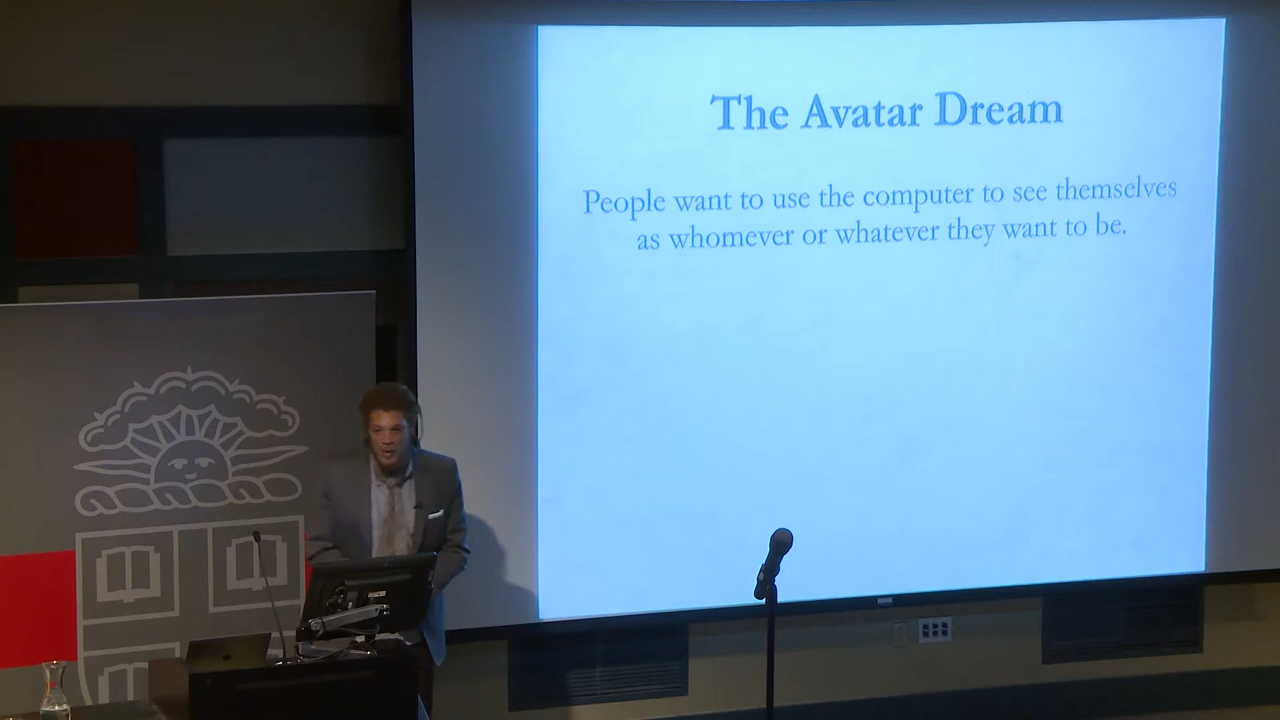 The Avatar Dream
People want to use the computer to see themselves
as whomever or whatever they want to be.